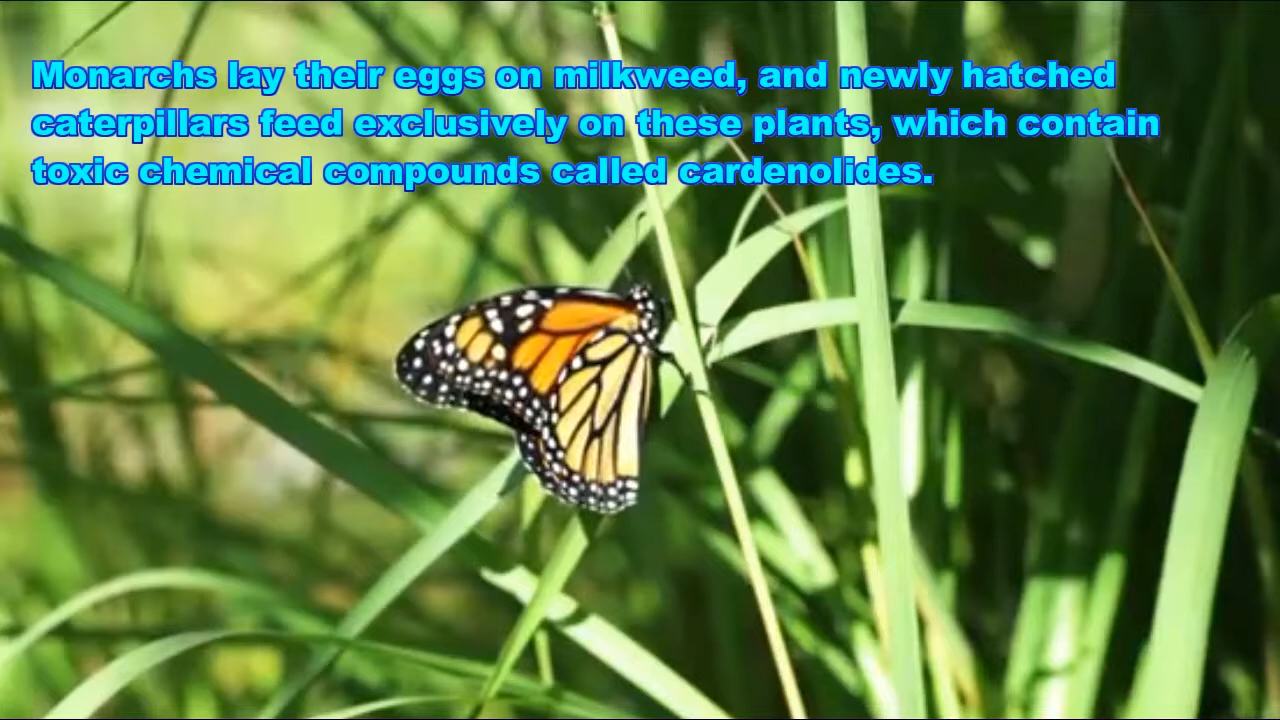 Monarchs lay their eggs on milkweed, and newly hatched
caterpillars feed exclusively on these plants, which contain
toxic chemical compounds called cardenolides.